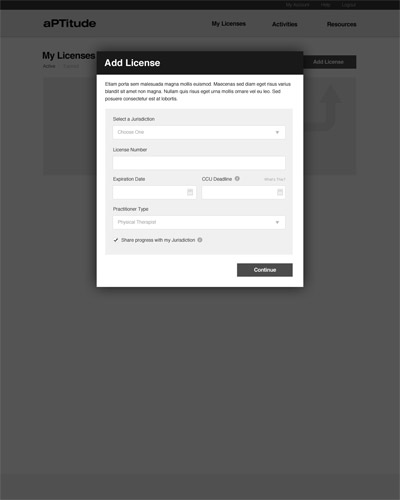 My Account Help Logout
aPTitude
My Licenses Activities Resources
My Licenses
Active Expired
Add License
Add License
Etiam porta sem malesuada magna mollis euismod. Maecenas sed diam eget risus varius
blandit sit amet non magna. Nullam quis risus eget urna mollis ornare vel eu leo. Sed
posuere consectetur est at lobortis.
Select a Jurisdiction
Choose One
License Number
Expiration Date
CCU Deadline
What's This?
Practitioner Type
Physical Therapist
Share progress with my Jurisdiction
Continue